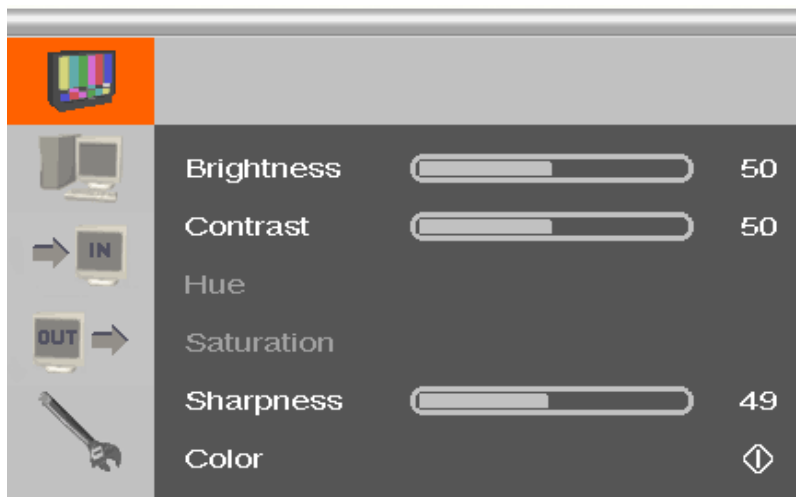 IN
OUT
Brightness 50
Contrast 50
Hue
Saturation
Sharpness 49
Color